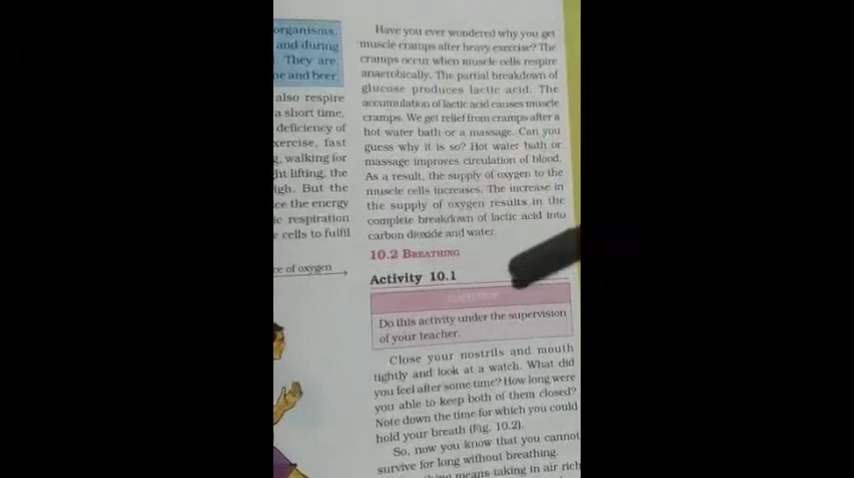 organisms,
and during
They are
ne and beer
also respire
a short time,
deficiency of
xercise, fast
g, walking for
ht lifting, the
igh. But the
ce the energy
ic respiration
e cells to fulfil
ce of oxygen
Have you ever wondered why you get
muscle cramps after heavy exercise? The
cramps occur when muscle cells respire
anaerobically. The partial breakdown of
glucose produces lactic acid. The
accumulation of lactic acid causes muscle
cramps. We get relief from cramps after a
hot water bath or a massage. Can you
guess why it is so? Hot water bath or
massage improves circulation of blood.
As a result, the supply of oxygen to the
muscle cells increases. The increase in
the supply of oxygen results in the
complete breakdown of lactic acid into
carbon dioxide and water.
10.2 BREATHING
Activity 10.1
Do this activity under the supervision
of your teacher.
Close your nostrils and mouth
tightly and look at a watch. What did
you feel after some time? How long were
you able to keep both of them closed?
Note down the time for which you could
hold your breath (Fig. 10.2).
So, now you know that you cannot
survive for long without breathing.
means taking in air rich